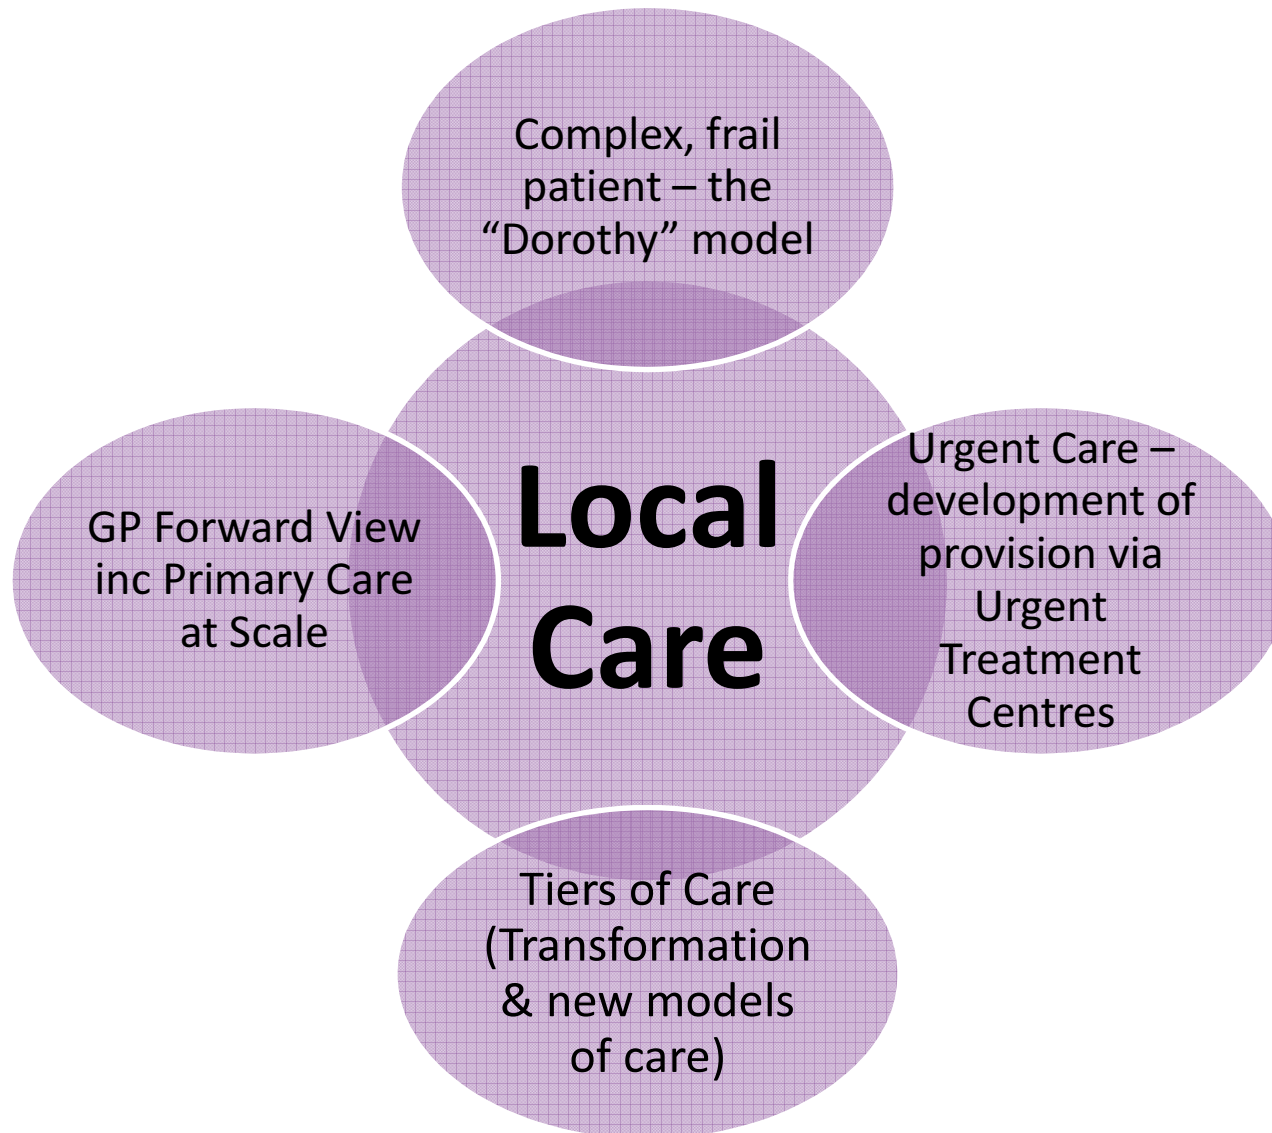 Complex, frail
patient – the
“Dorothy” model
GP Forward View
inc Primary Care
at Scale
Local
Care
Urgent Care –
development of
provision via
Urgent
Treatment
Centres
Tiers of Care
(Transformation
& new models
of care)